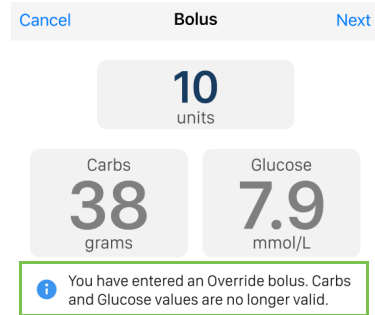 Cancel Bolus Next
10
units
Carbs Glucose
38 7.9
grams mmol/L
You have entered an Override bolus. Carbs
and Glucose values are no longer valid.